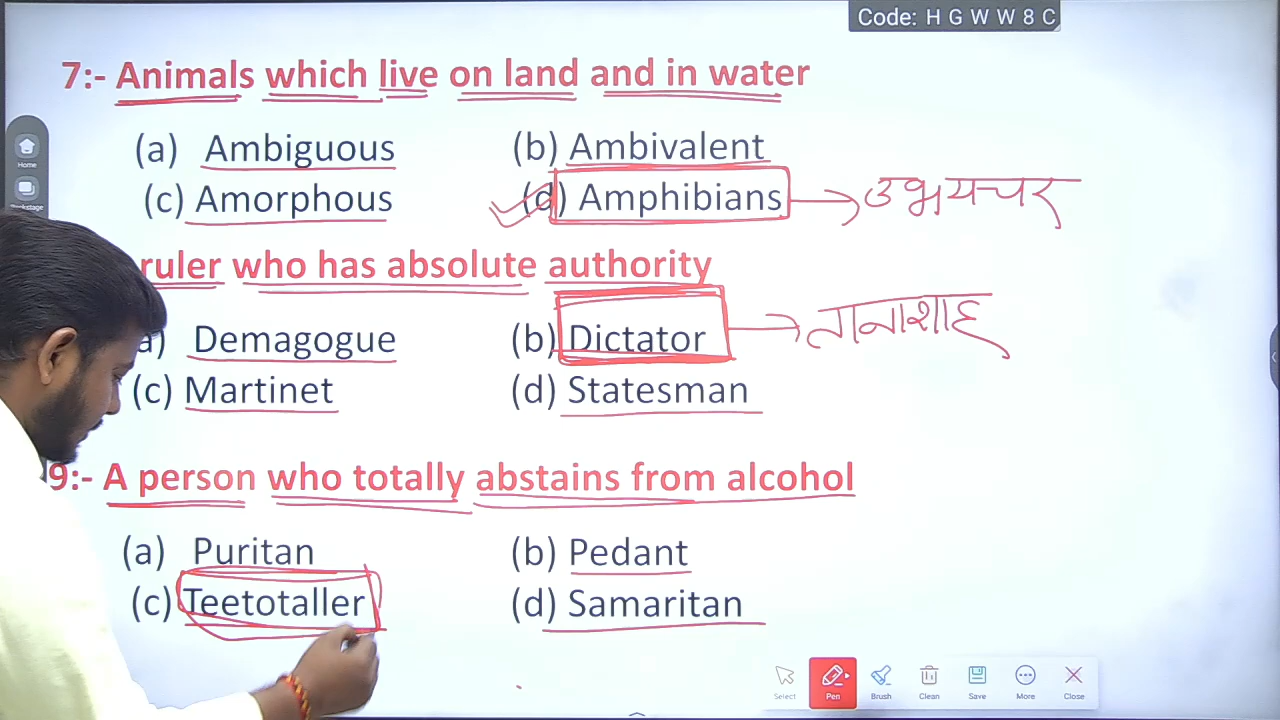 Code: H G W W 8 C
7:- Animals which live on land and in water
(a) Ambiguous (b) Ambivalent
(c) Amorphous (d) Amphibians → उभयचर
ruler who has absolute authority
a) Demagogue (b) Dictator → तानाशाह
(c) Martinet (d) Statesman
9:- A person who totally abstains from alcohol
(a) Puritan (b) Pedant
(c) Teetotaller (d) Samaritan
Home
Backstage
Select Pen Brush Clean Save More Close